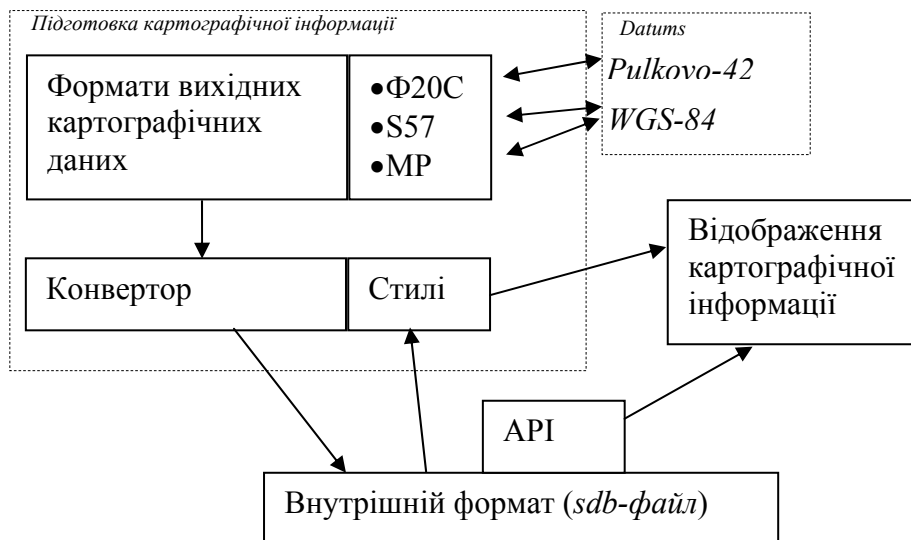 Підготовка картографічної інформації
Datums
Формати вихідних
картографічних
даних
•Ф20С
•S57
•MP
Pulkovo-42
WGS-84
Відображення
картографічної
інформації
Конвертор
Стилі
API
Внутрішній формат (sdb-файл)